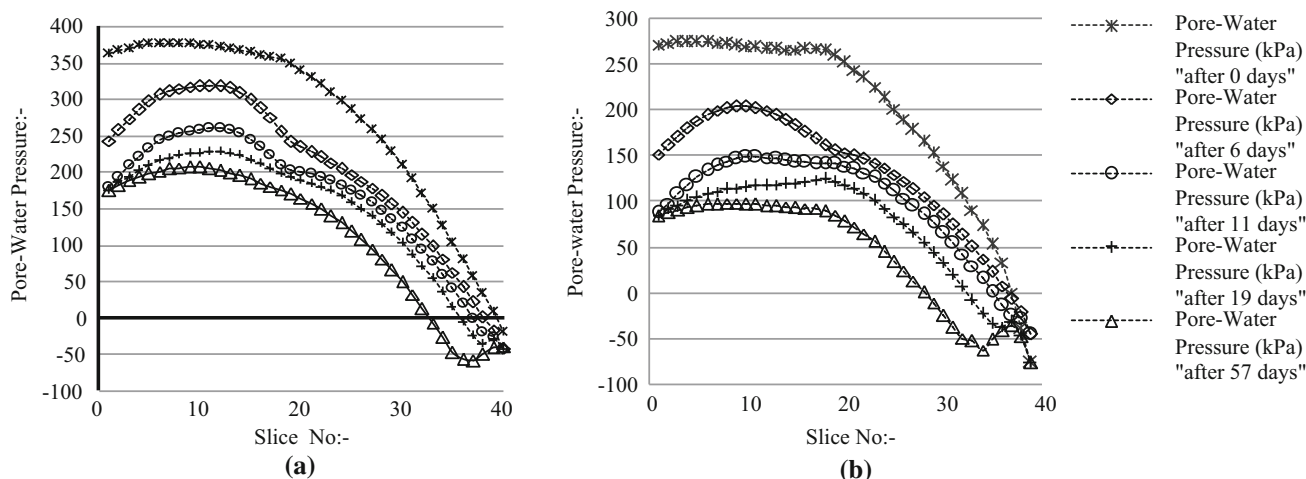 400
350
300
250
200
150
100
50
0
-50
-100
Pore-Water Pressure:-
0 10 20 30 40
Slice No:-
(a)
300
250
200
150
100
50
0
-50
-100
Pore-water Pressure:-
0 10 20 30 40
Slice No:-
(b)
Pore-Water
Pressure (kPa)
"after 0 days"
Pore-Water
Pressure (kPa)
"after 6 days"
Pore-Water
Pressure (kPa)
"after 11 days"
Pore-Water
Pressure (kPa)
"after 19 days"
Pore-Water
Pressure (kPa)
"after 57 days"